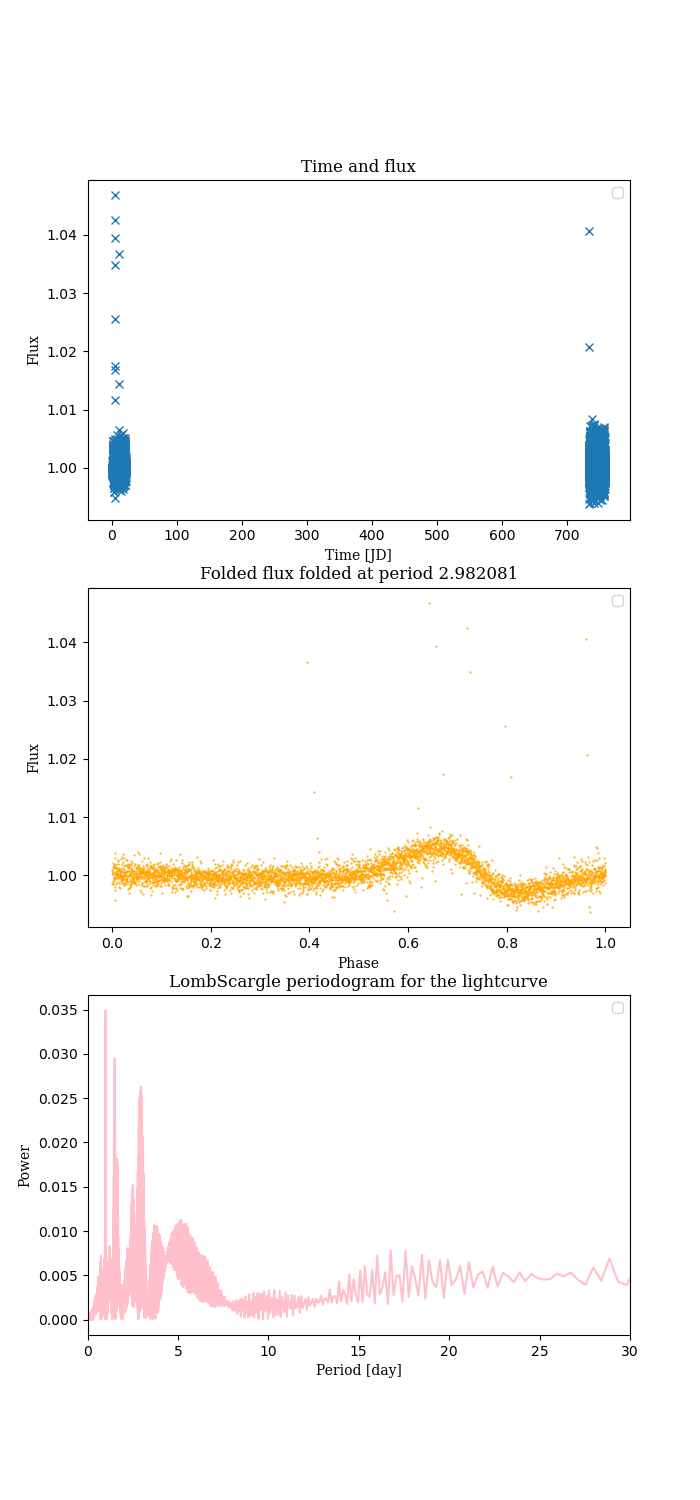 Time and flux
1.04
1.03
1.02
1.01
1.00
Flux
0 100 200 300 400 500 600 700
Time [JD]
Folded flux folded at period 2.982081
1.04
1.03
1.02
1.01
1.00
Flux
0.0 0.2 0.4 0.6 0.8 1.0
Phase
LombScargle periodogram for the lightcurve
0.035
0.030
0.025
0.020
0.015
0.010
0.005
0.000
Power
0 5 10 15 20 25 30
Period [day]